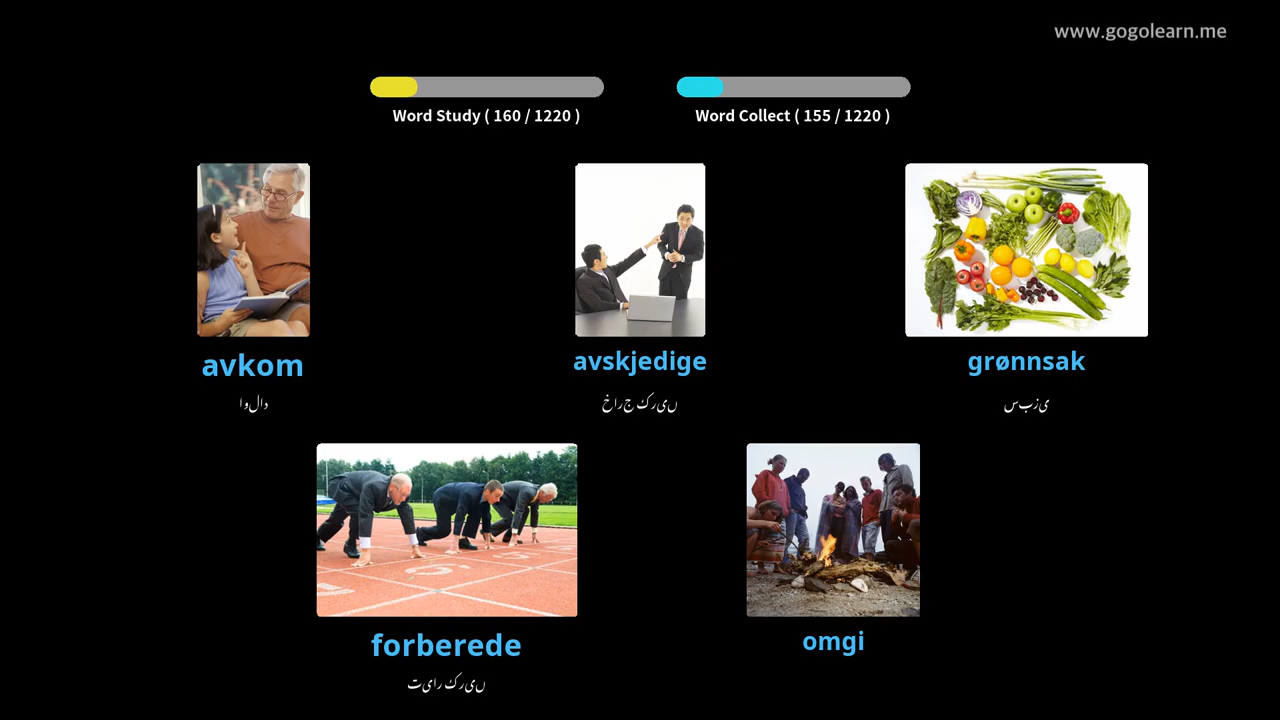 www.gogolearn.me
Word Study ( 160 / 1220 )
Word Collect ( 155 / 1220 )
avkom
اولاد
avskjedige
خارج کریں
grønnsak
سبزی
forberede
تیار کریں
omgi